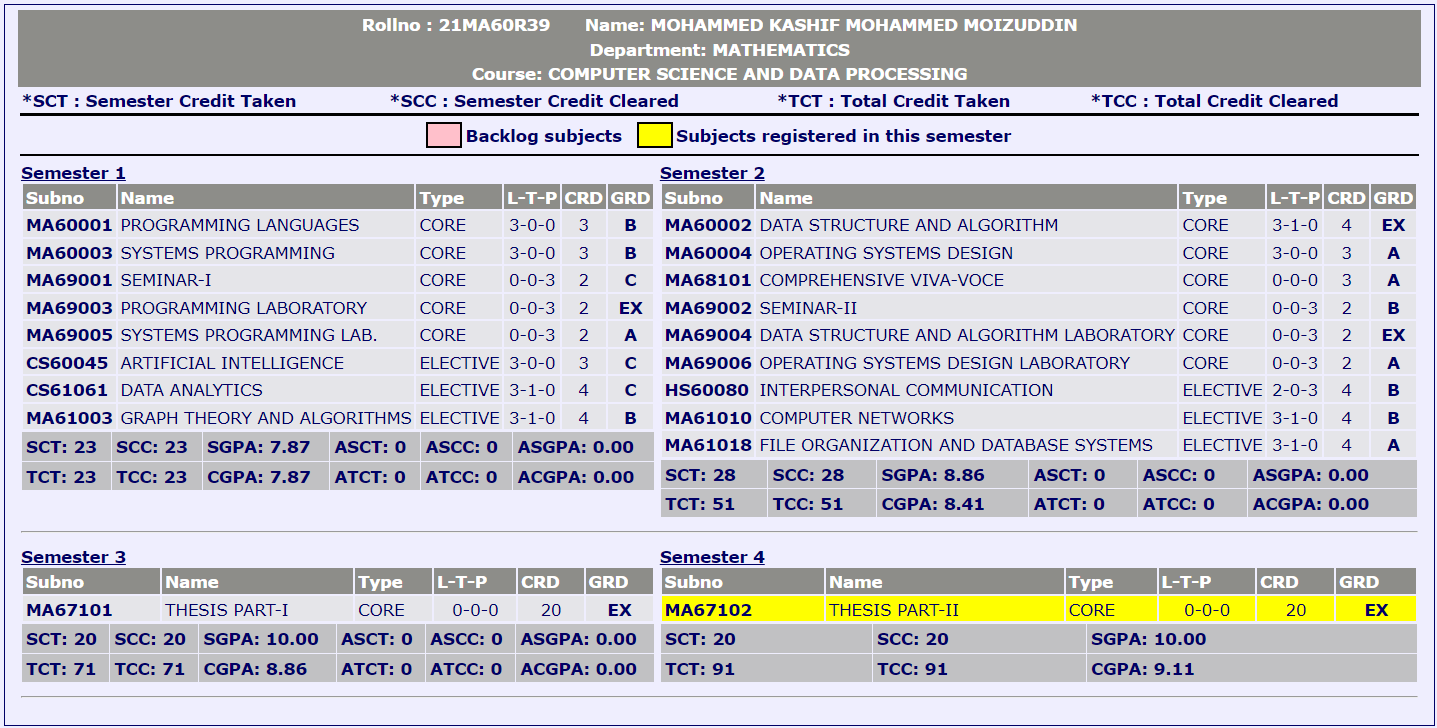 Rollno : 21MA60R39 Name: MOHAMMED KASHIF MOHAMMED MOIZUDDIN
Department: MATHEMATICS
Course: COMPUTER SCIENCE AND DATA PROCESSING
*SCT : Semester Credit Taken *SCC : Semester Credit Cleared *TCT : Total Credit Taken *TCC : Total Credit Cleared
Backlog subjects Subjects registered in this semester
Semester 1
Subno Name Type L-T-P CRD GRD
MA60001 PROGRAMMING LANGUAGES CORE 3-0-0 3 B
MA60003 SYSTEMS PROGRAMMING CORE 3-0-0 3 B
MA69001 SEMINAR-I CORE 0-0-3 2 C
MA69003 PROGRAMMING LABORATORY CORE 0-0-3 2 EX
MA69005 SYSTEMS PROGRAMMING LAB. CORE 0-0-3 2 A
CS60045 ARTIFICIAL INTELLIGENCE ELECTIVE 3-0-0 3 C
CS61061 DATA ANALYTICS ELECTIVE 3-1-0 4 C
MA61003 GRAPH THEORY AND ALGORITHMS ELECTIVE 3-1-0 4 B
SCT: 23 SCC: 23 SGPA: 7.87 ASCT: 0 ASCC: 0 ASGPA: 0.00
TCT: 23 TCC: 23 CGPA: 7.87 ATCT: 0 ATCC: 0 ACGPA: 0.00
Semester 2
Subno Name Type L-T-P CRD GRD
MA60002 DATA STRUCTURE AND ALGORITHM CORE 3-1-0 4 EX
MA60004 OPERATING SYSTEMS DESIGN CORE 3-0-0 3 A
MA68101 COMPREHENSIVE VIVA-VOCE CORE 0-0-0 3 A
MA69002 SEMINAR-II CORE 0-0-3 2 B
MA69004 DATA STRUCTURE AND ALGORITHM LABORATORY CORE 0-0-3 2 EX
MA69006 OPERATING SYSTEMS DESIGN LABORATORY CORE 0-0-3 2 A
HS60080 INTERPERSONAL COMMUNICATION ELECTIVE 2-0-3 4 B
MA61010 COMPUTER NETWORKS ELECTIVE 3-1-0 4 B
MA61018 FILE ORGANIZATION AND DATABASE SYSTEMS ELECTIVE 3-1-0 4 A
SCT: 28 SCC: 28 SGPA: 8.86 ASCT: 0 ASCC: 0 ASGPA: 0.00
TCT: 51 TCC: 51 CGPA: 8.41 ATCT: 0 ATCC: 0 ACGPA: 0.00
Semester 3
Subno Name Type L-T-P CRD GRD
MA67101 THESIS PART-I CORE 0-0-0 20 EX
SCT: 20 SCC: 20 SGPA: 10.00 ASCT: 0 ASCC: 0 ASGPA: 0.00
TCT: 71 TCC: 71 CGPA: 8.86 ATCT: 0 ATCC: 0 ACGPA: 0.00
Semester 4
Subno Name Type L-T-P CRD GRD
MA67102 THESIS PART-II CORE 0-0-0 20 EX
SCT: 20 SCC: 20 SGPA: 10.00
TCT: 91 TCC: 91 CGPA: 9.11